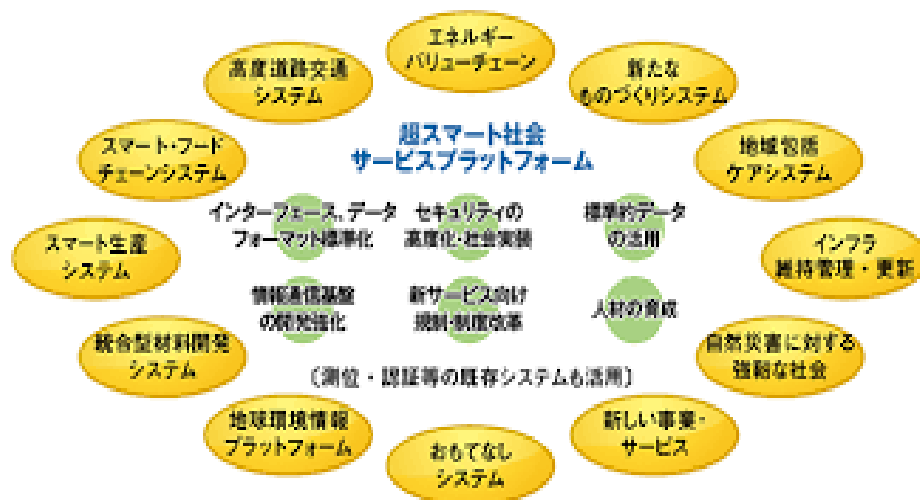 エネルギー
バリューチェーン
高度道路交通
システム
新たな
ものづくりシステム
超スマート社会
サービスプラットフォーム
スマート・フード
チェーンシステム
地域包括
ケアシステム
インターフェース、データ
フォーマット標準化
セキュリティの
高度化・社会実装
標準的データ
の活用
スマート生産
システム
インフラ
維持管理・更新
情報通信基盤
の開発強化
新サービス向け
規制・制度改革
人材の育成
統合型材料開発
システム
自然災害に対する
強靭な社会
(測位・認証等の既存システムも活用)
地球環境情報
プラットフォーム
おもてなし
システム
新しい事業・
サービス